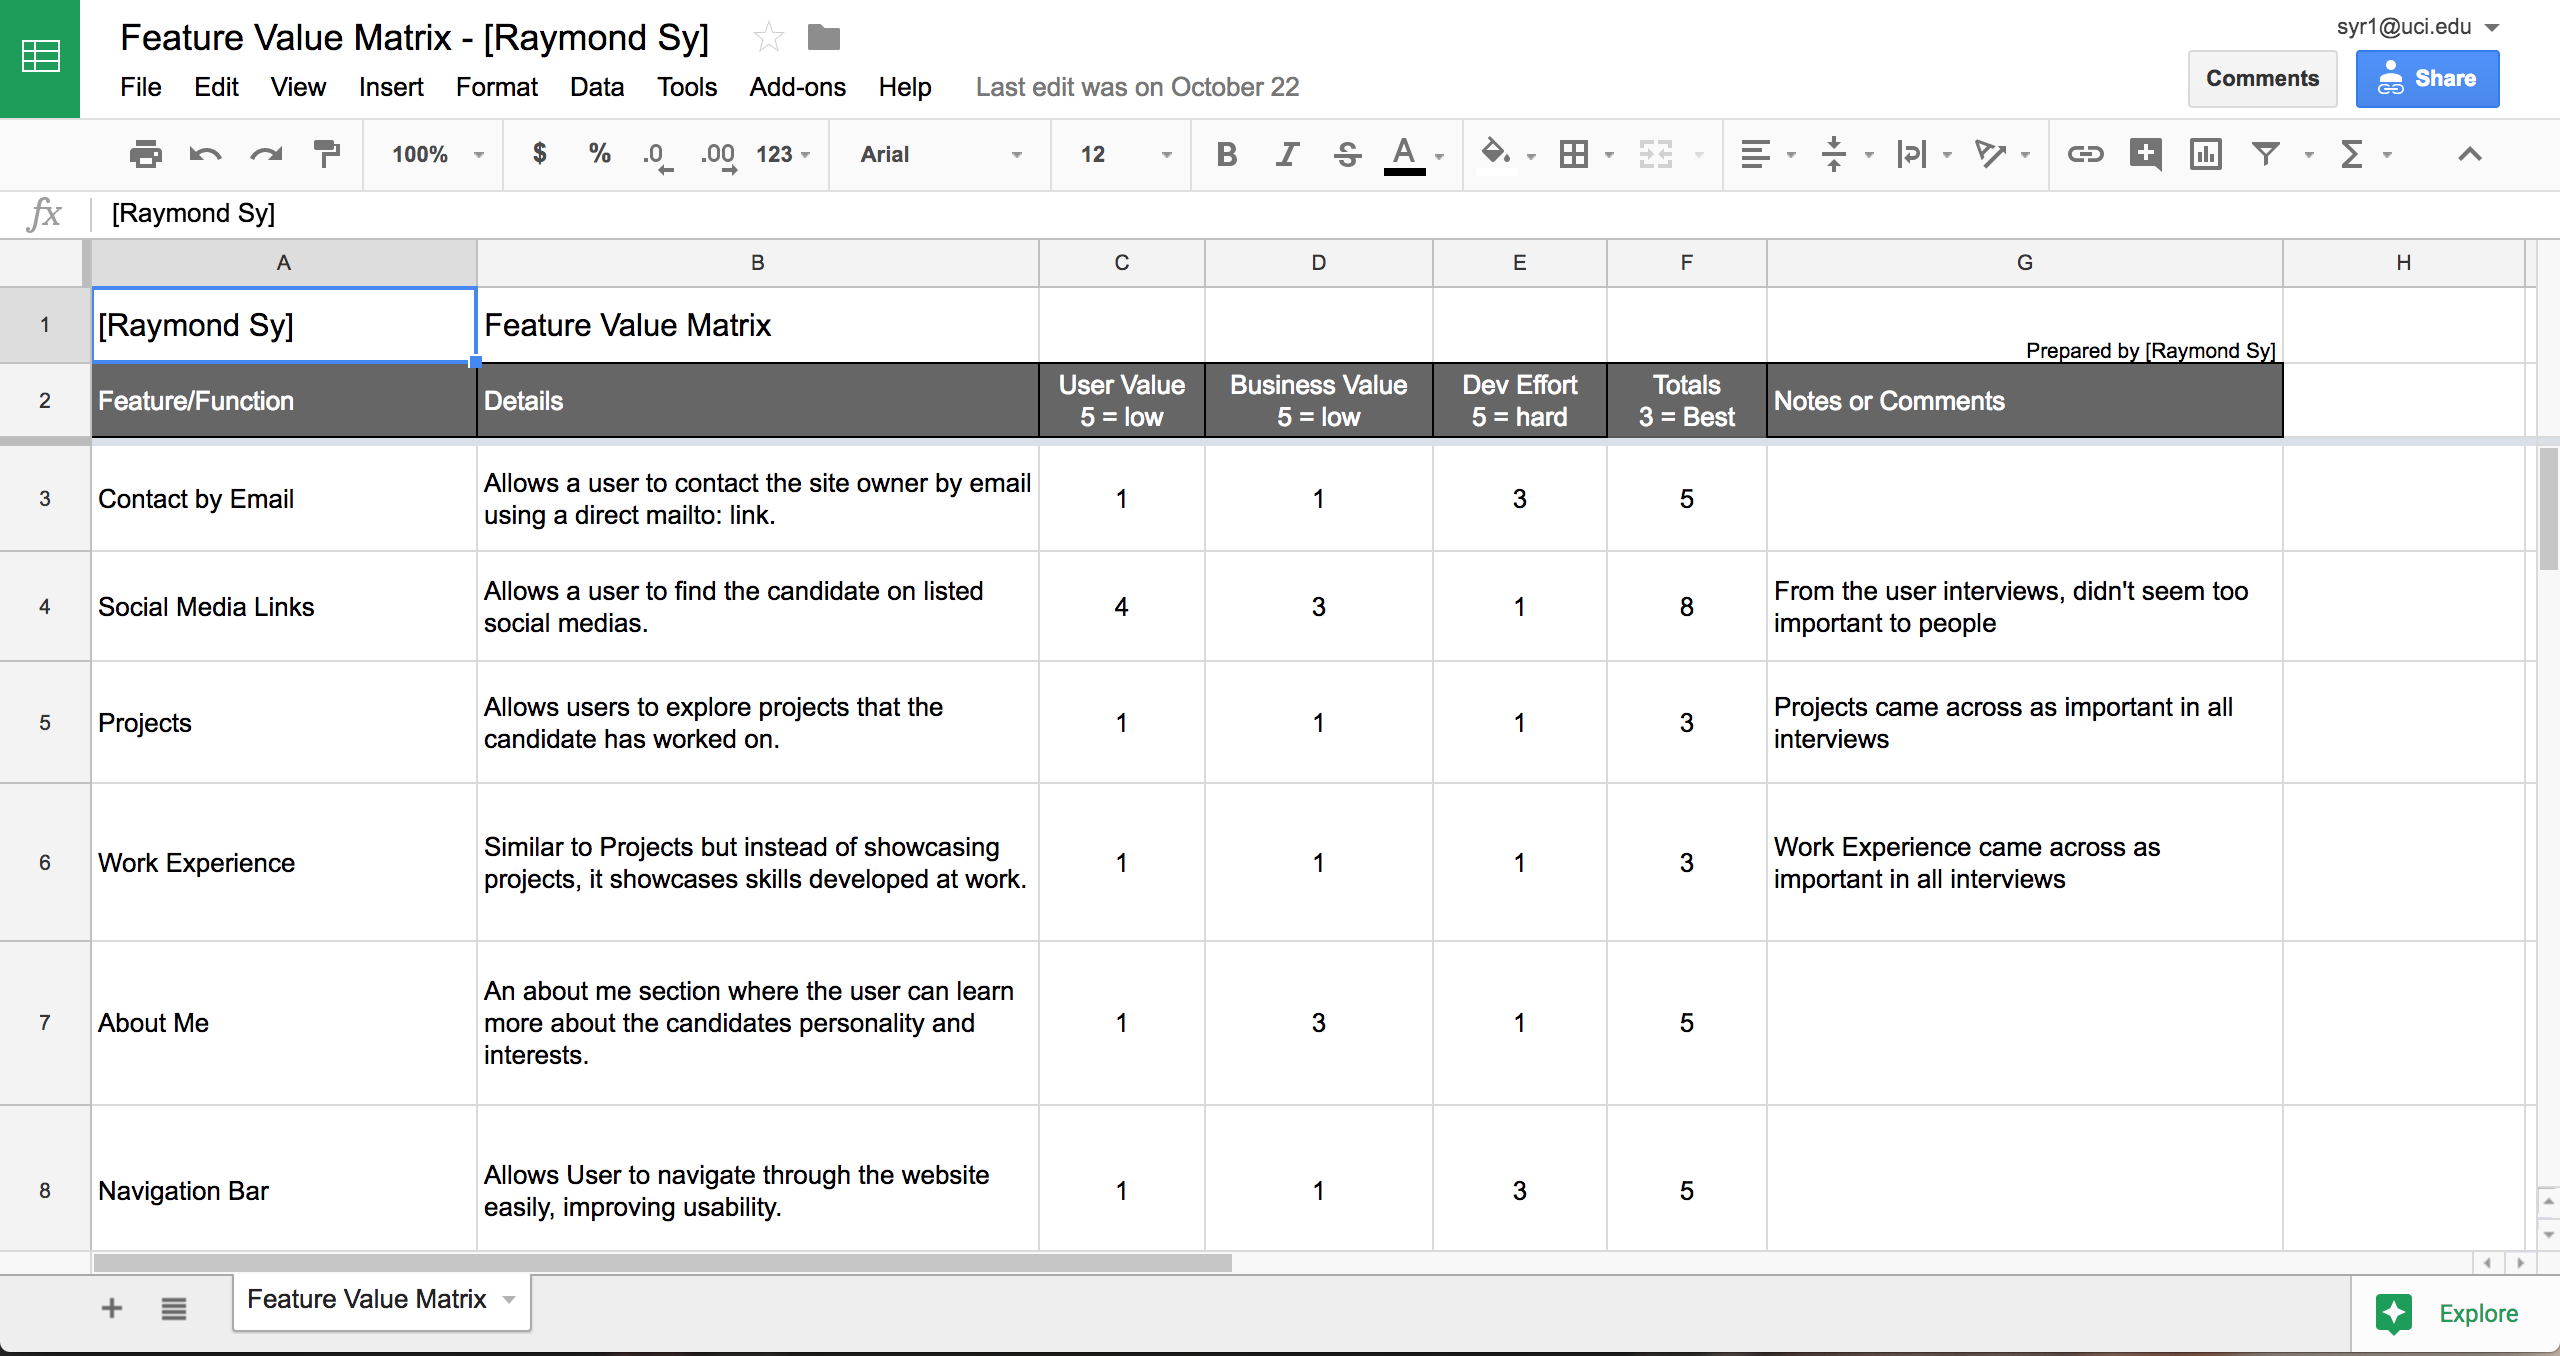 Feature Value Matrix - [Raymond Sy]
syr1@uci.edu
File Edit View Insert Format Data Tools Add-ons Help Last edit was on October 22
Comments
Share
100% $ % .0 .00 123 Arial 12 B I S A
fx [Raymond Sy]
A B C D E F G H
1 [Raymond Sy] Feature Value Matrix Prepared by [Raymond Sy]
2 Feature/Function Details
User Value
5 = low
Business Value
5 = low
Dev Effort
5 = hard
Totals
3 = Best
Notes or Comments
3 Contact by Email
Allows a user to contact the site owner by email
using a direct mailto: link.
1 1 3 5
4 Social Media Links
Allows a user to find the candidate on listed
social medias.
4 3 1 8
From the user interviews, didn't seem too
important to people
5 Projects
Allows users to explore projects that the
candidate has worked on.
1 1 1 3
Projects came across as important in all
interviews
6 Work Experience
Similar to Projects but instead of showcasing
projects, it showcases skills developed at work.
1 1 1 3
Work Experience came across as
important in all interviews
7 About Me
An about me section where the user can learn
more about the candidates personality and
interests.
1 3 1 5
8 Navigation Bar
Allows User to navigate through the website
easily, improving usability.
1 1 3 5
Feature Value Matrix
Explore